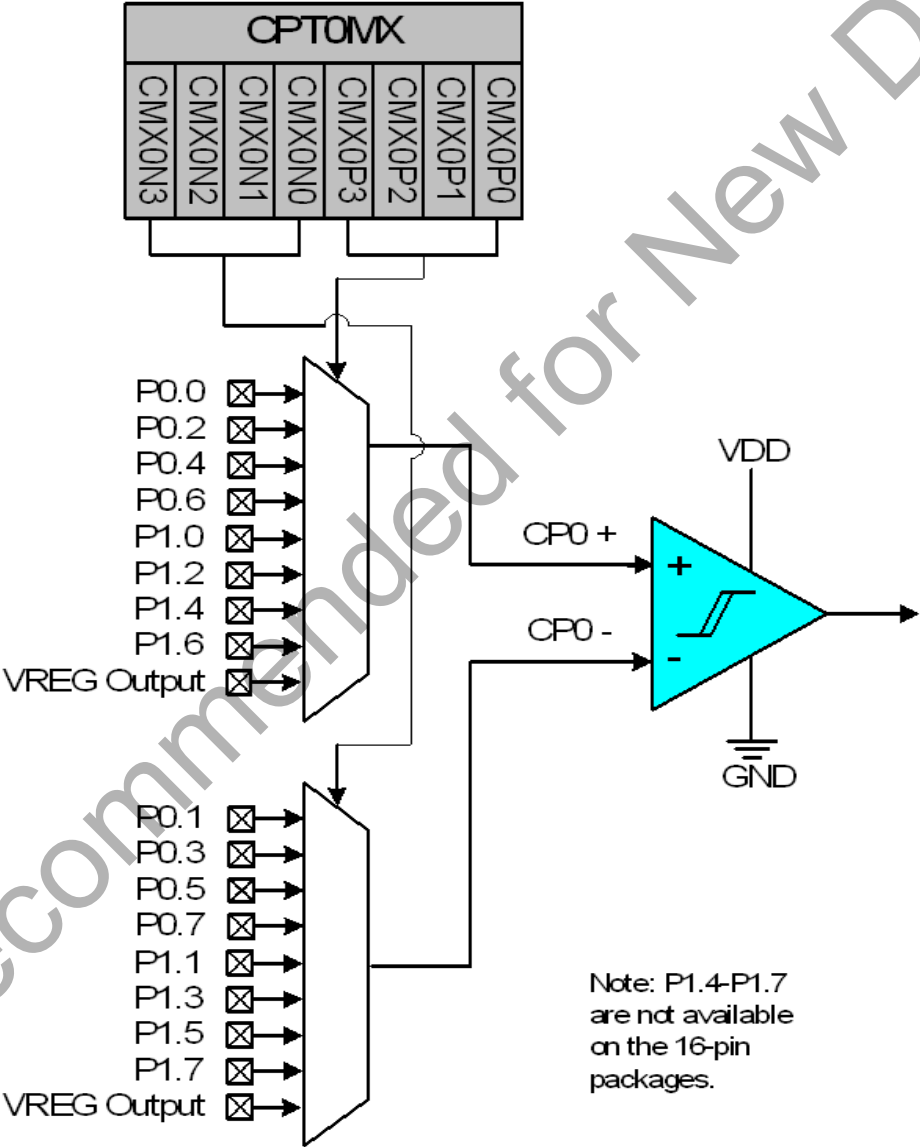 CPT0MX
CMX0N3
CMX0N2
CMX0N1
CMX0N0
CMX0P3
CMX0P2
CMX0P1
CMX0P0
P0.0
P0.2
P0.4
P0.6
P1.0
P1.2
P1.4
P1.6
VREG Output
CP0 +
CP0 -
VDD
+
-
GND
P0.1
P0.3
P0.5
P0.7
P1.1
P1.3
P1.5
P1.7
VREG Output
Note: P1.4-P1.7
are not available
on the 16-pin
packages.
ecommended for New D